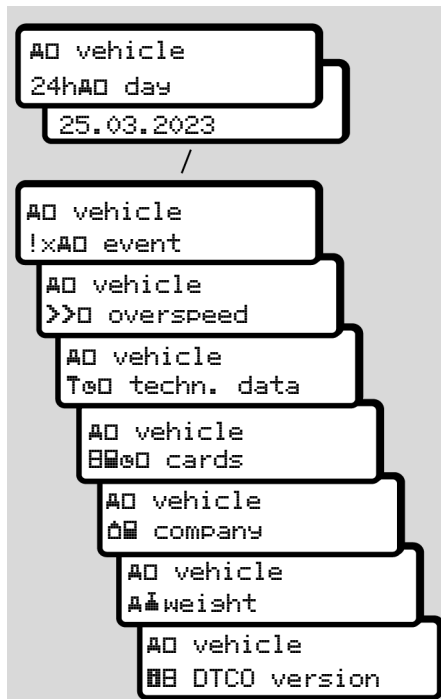 vehicle
24h day
25.03.2023
/
vehicle
!x event
vehicle
>> overspeed
vehicle
techn. data
vehicle
cards
vehicle
company
vehicle
weight
vehicle
DTCO version